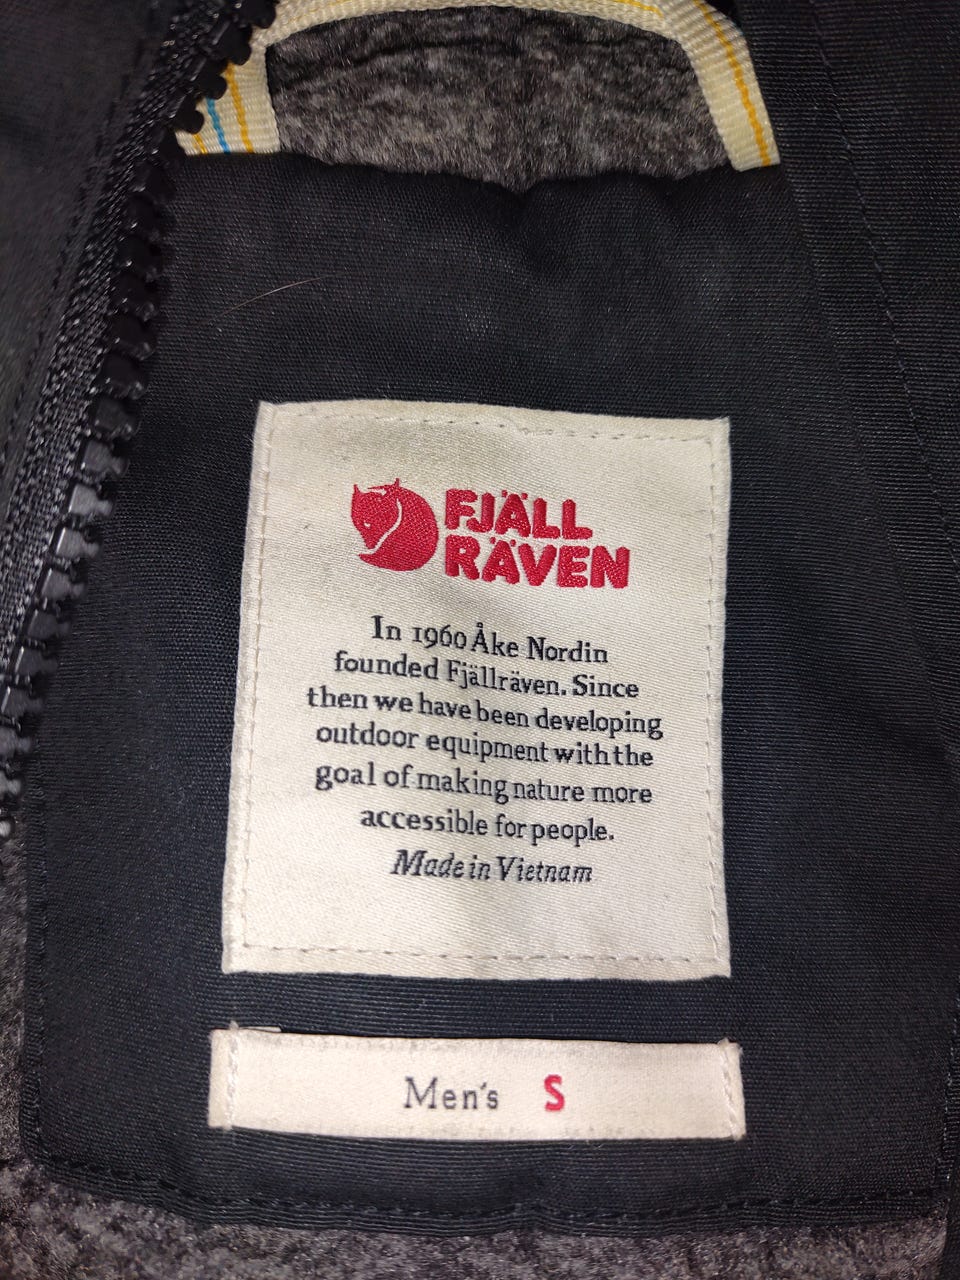 FJÄLL
RÄVEN
In 1960 Åke Nordin
founded Fjällräven. Since
then we have been developing
outdoor equipment with the
goal of making nature more
accessible for people.
Made in Vietnam
Men's S